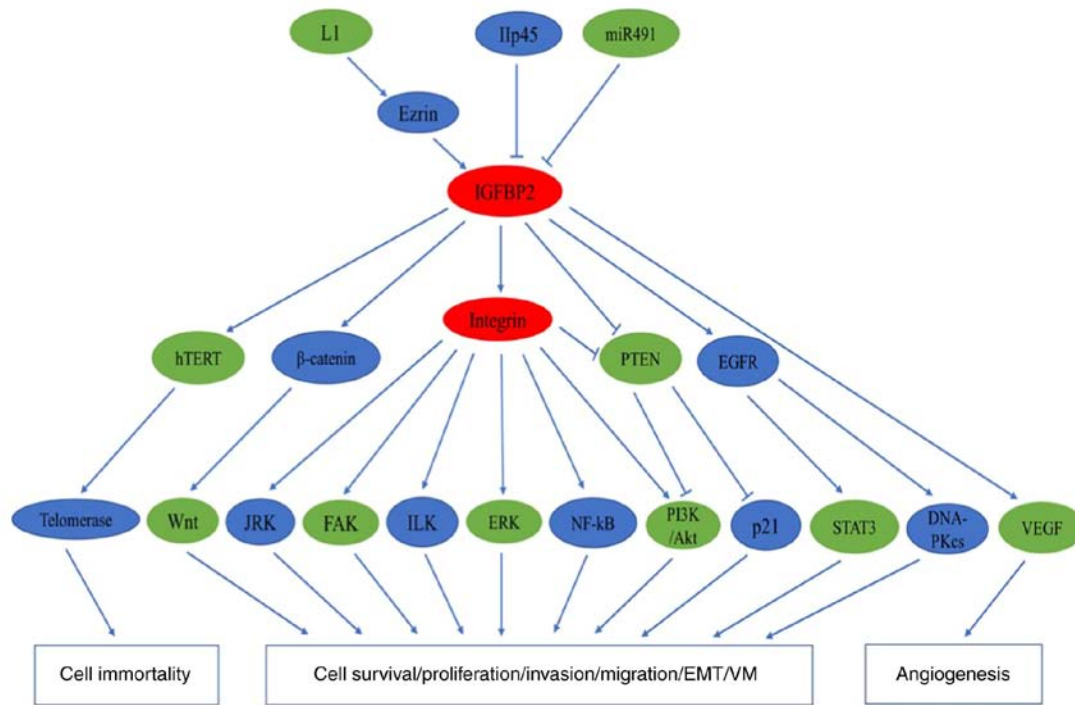 L1
IIp45
miR491
Ezrin
IGFBP2
Integrin
hTERT
β-catenin
PTEN
EGFR
Telomerase
Wnt
JRK
FAK
ILK
ERK
NF-kB
PI3K
/Akt
p21
STAT3
DNA-
PKcs
VEGF
Cell immortality
Cell survival/proliferation/invasion/migration/EMT/VM
Angiogenesis